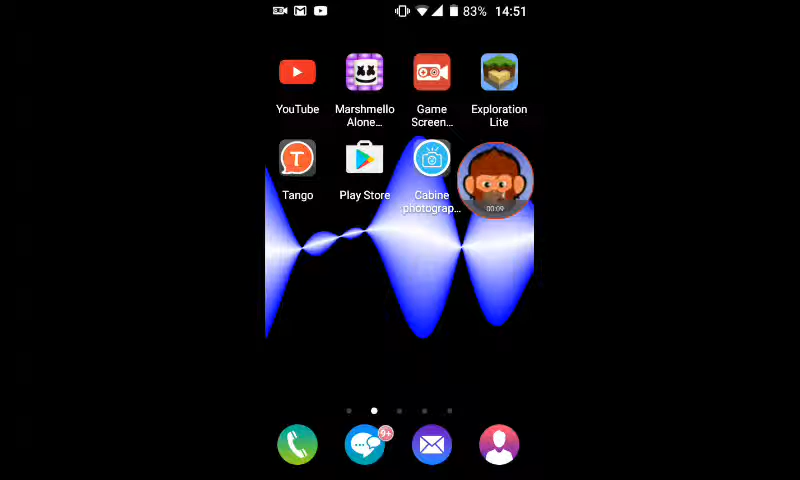 83% 14:51
YouTube
Marshmello
Alone...
Game
Screen...
Exploration
Lite
T
Tango
Play Store
Cabine
photograp...
00:09
9+